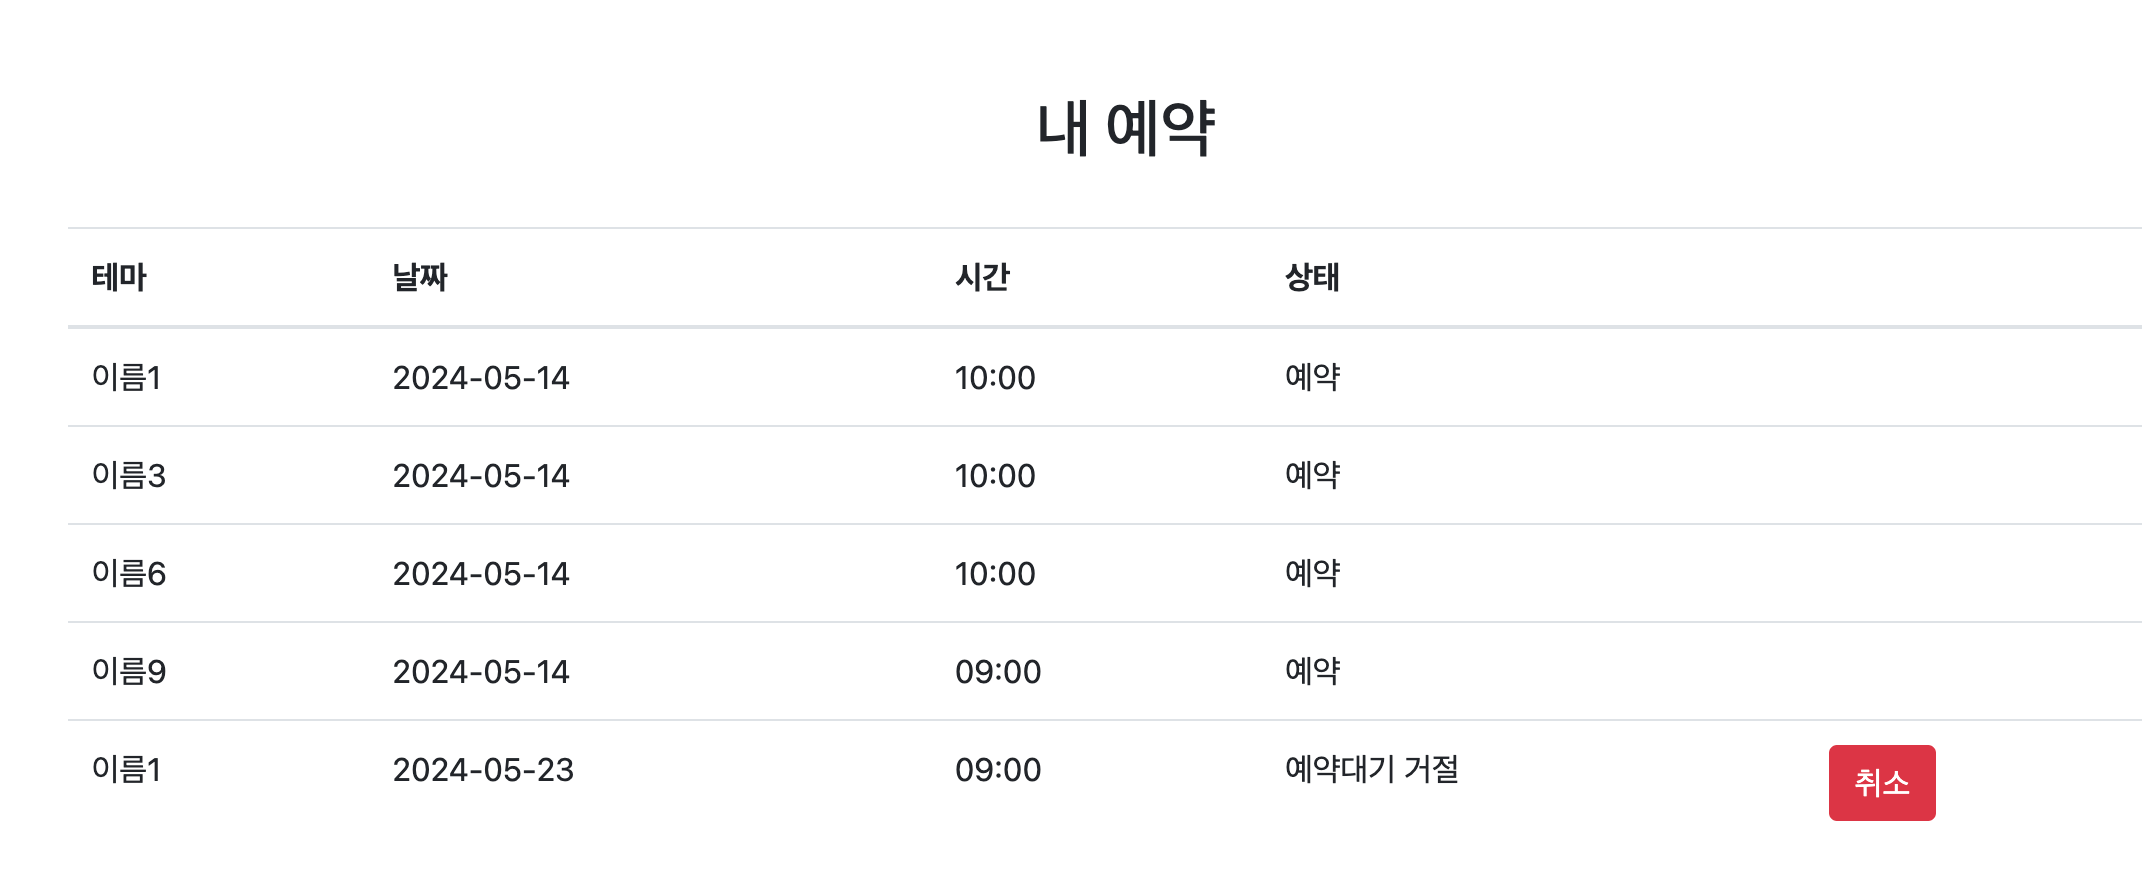 내 예약
테마 날짜 시간 상태
이름1 2024-05-14 10:00 예약
이름3 2024-05-14 10:00 예약
이름6 2024-05-14 10:00 예약
이름9 2024-05-14 09:00 예약
이름1 2024-05-23 09:00 예약대기 거절 취소